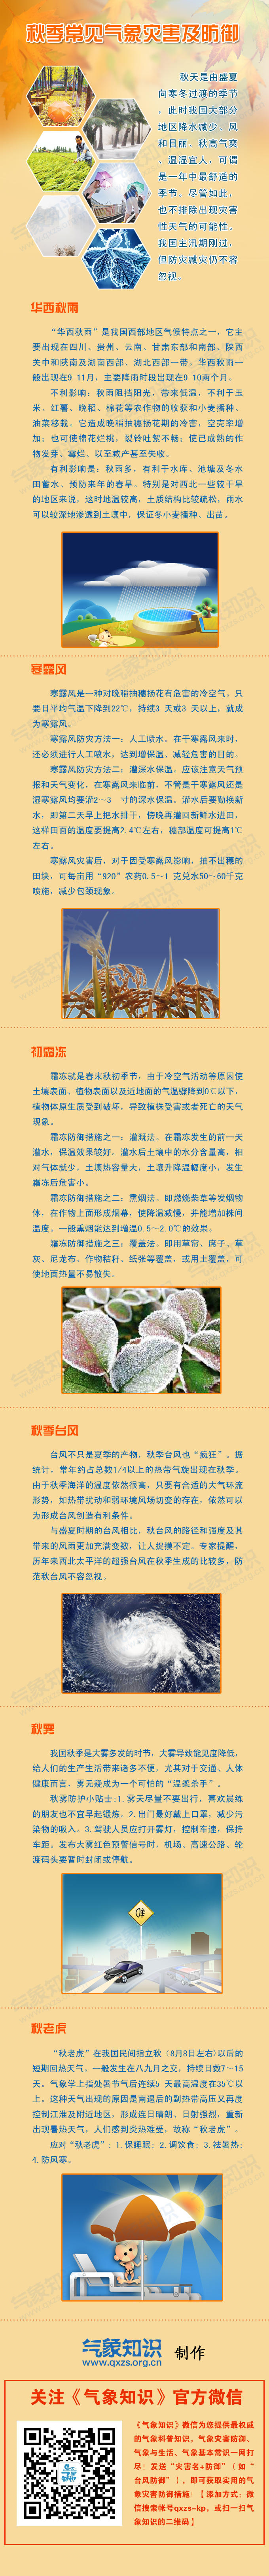 秋季常见气象灾害及防御
秋天是由盛夏
向寒冬过渡的季节
，此时我国大部分
地区降水减少、风
和日丽、秋高气爽
、温湿宜人，可谓
是一年中最舒适的
季节。尽管如此，
也不排除出现灾害
性天气的可能性。
我国主汛期刚过，
但防灾减灾仍不容
忽视。
华西秋雨
“华西秋雨”是我国西部地区气候特点之一，它主
要出现在四川、贵州、云南、甘肃东部和南部、陕西
关中和陕南及湖南西部、湖北西部一带。华西秋雨一
般出现在9-11月，主要降雨时段出现在9-10两个月。
不利影响：秋雨阻挡阳光，带来低温，不利于玉
米、红薯、晚稻、棉花等农作物的收获和小麦播种、
油菜移栽。它造成晚稻抽穗扬花期的冷害，空壳率增
加；也可使棉花烂桃，裂铃吐絮不畅；使已成熟的作
物发芽、霉烂、以至减产甚至失收。
有利影响是：秋雨多，有利于水库、池塘及冬水
田蓄水、预防来年的春旱。特别是对西北一些较干旱
的地区来说，这时地温较高，土质结构比较疏松，雨水
可以较深地渗透到土壤中，保证冬小麦播种、出苗。
寒露风
寒露风是一种对晚稻抽穗扬花有危害的冷空气。只
要日平均气温下降到22℃，持续3 天或3 天以上，就成
为寒露风。
寒露风防灾方法一：人工喷水。在干寒露风来时，
还必须进行人工喷水，达到增保温、减轻危害的目的。
寒露风防灾方法二：灌深水保温。应该注意天气预
报和天气变化，在寒露风来临前，不管是干寒露风还是
湿寒露风均要灌2~3 寸的深水保温。灌水后要勤换新
水，即第二天早上把水排干，傍晚再灌回新鲜水进田，
这样田面的温度要提高2.4℃左右，穗部温度可提高1℃
左右。
寒露风灾害后，对于因受寒露风影响，抽不出穗的
田块，可每亩用“920”农药0.5~1 克兑水50~60千克
喷施，减少包颈现象。
初霜冻
霜冻就是春末秋初季节，由于冷空气活动等原因使
土壤表面、植物表面以及近地面的气温骤降到0℃以下，
植物体原生质受到破坏，导致植株受害或者死亡的天气
现象。
霜冻防御措施之一：灌溉法。在霜冻发生的前一天
灌水，保温效果较好。灌水后土壤中的水分含量高，相
对气体就少，土壤热容量大，土壤升降温幅度小，发生
霜冻后危害小。
霜冻防御措施之二：熏烟法。即燃烧柴草等发烟物
体，在作物上面形成烟幕，使降温减慢，并能增加株间
温度。一般熏烟能达到增温0.5~2.0℃的效果。
霜冻防御措施之三：覆盖法。即用草帘、席子、草
灰、尼龙布、作物秸秆、纸张等覆盖，或用土覆盖，可
使地面热量不易散失。
秋季台风
台风不只是夏季的产物，秋季台风也“疯狂”。据
统计，常年约占总数1/4以上的热带气旋出现在秋季。
由于秋季海洋的温度依然很高，只要有合适的大气环流
形势，如热带扰动和弱环境风场切变的存在，依然可以
为形成台风创造有利条件。
与盛夏时期的台风相比，秋台风的路径和强度及其
带来的风雨更加充满变数，让人捉摸不定。专家提醒，
历年来西北太平洋的超强台风在秋季生成的比较多，防
范秋台风不容忽视。
秋雾
我国秋季是大雾多发的时节，大雾导致能见度降低，
给人们的生产生活带来诸多不便，尤其对于交通、人体
健康而言，雾无疑成为一个可怕的“温柔杀手”。
秋雾防护小贴士：1.雾天尽量不要出行，喜欢晨练
的朋友也不宜早起锻炼。2.出门最好戴上口罩，减少污
染物的吸入。3.驾驶人员应打开雾灯，控制车速，保持
车距。发布大雾红色预警信号时，机场、高速公路、轮
渡码头要暂时封闭或停航。
秋老虎
“秋老虎”在我国民间指立秋（8月8日左右)以后的
短期回热天气。一般发生在八九月之交，持续日数7~15
天。气象学上指处暑节气后连续5 天最高温度在35℃以
上。这种天气出现的原因是南退后的副热带高压又再度
控制江淮及附近地区，形成连日晴朗、日射强烈，重新
出现暑热天气，人们感到炎热难受，故称“秋老虎”。
应对“秋老虎”：1.保睡眠；2.调饮食；3.祛暑热；
4.防风寒。
气象知识
www.qxzs.org.cn
制作
关注《气象知识》官方微信
《气象知识》微信为您提供最权威
的气象科普知识，气象灾害防御、
气象与生活、气象基本常识一网打
尽！发送“灾害名+防御”（如“
台风防御”），即可获取实用的气
象灾害防御措施！【添加方式：微
信搜索帐号qxzs-kp，或扫一扫气
象知识的二维码】